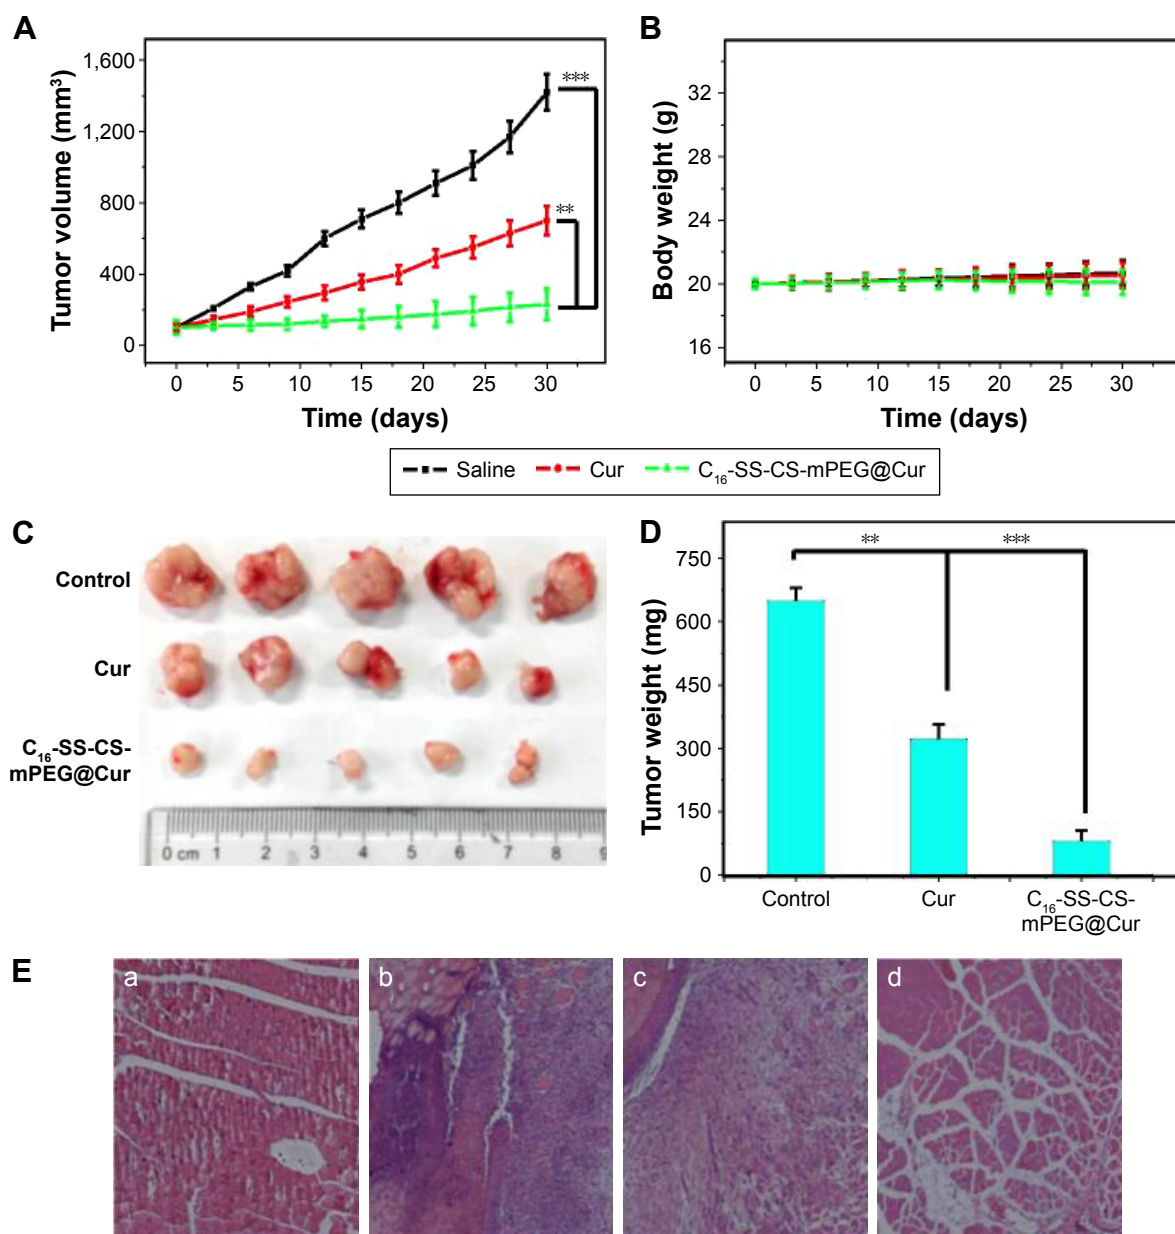 A
Tumor volume (mm³)
1,600
1,200
800
400
0
***
**
0 5 10 15 20 25 30
Time (days)
B
Body weight (g)
32
28
24
20
16
0 5 10 15 20 25 30
Time (days)
Saline Cur C₁₆-SS-CS-mPEG@Cur
C
Control
Cur
C₁₆-SS-CS-
mPEG@Cur
0 cm 1 2 3 4 5 6 7 8 9
D
Tumor weight (mg)
750
600
450
300
150
0
** ***
Control Cur C₁₆-SS-CS-
mPEG@Cur
E
a b c d